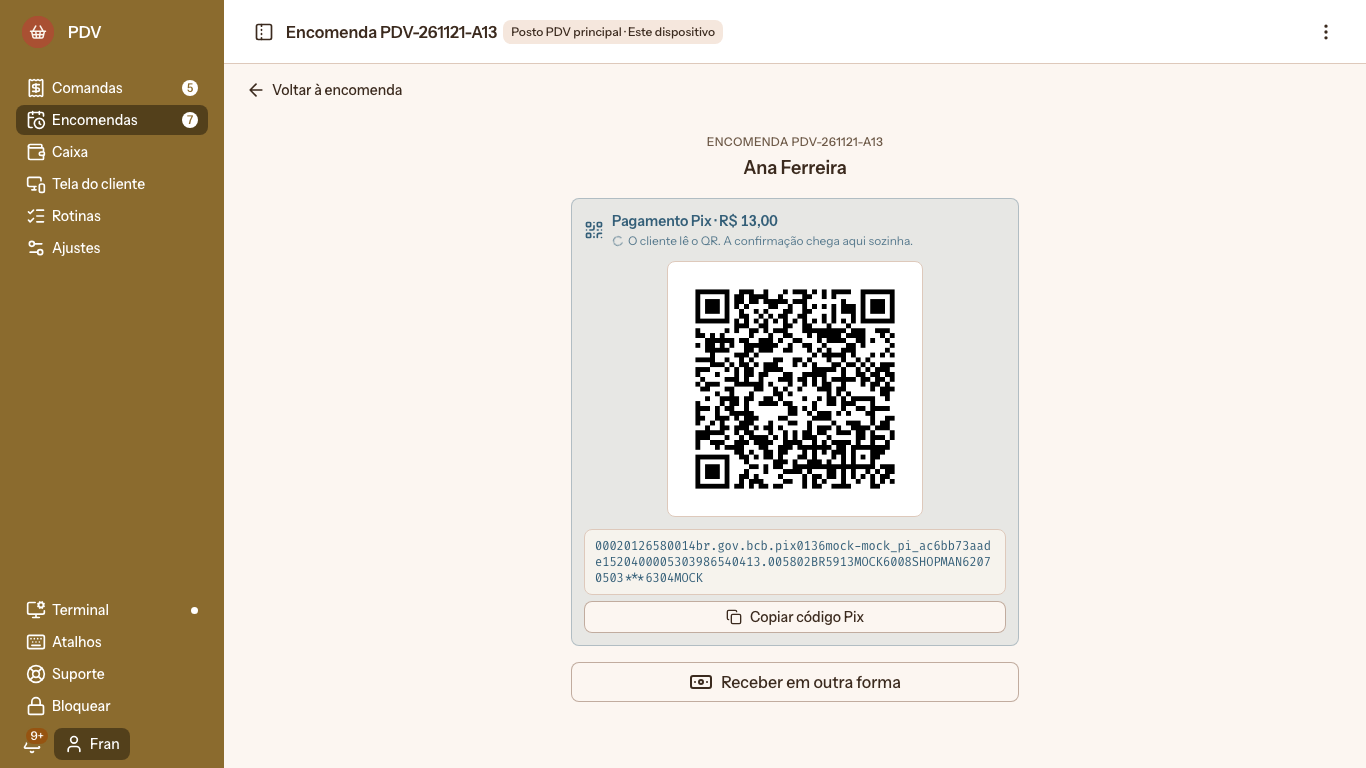 PDV
Encomenda PDV-261121-A13
Posto PDV principal · Este dispositivo
Comandas
5
Encomendas
7
Caixa
Tela do cliente
Rotinas
Ajustes
Voltar à encomenda
ENCOMENDA PDV-261121-A13
Ana Ferreira
Pagamento Pix · R$ 13,00
O cliente lê o QR. A confirmação chega aqui sozinha.
00020126580014br.gov.bcb.pix0136mock-mock_pi_ac6bb73aad
e5204000053039865404​13.005802BR5913MOCK6008SHOPMAN6207
0503***6304MOCK
Copiar código Pix
Receber em outra forma
Terminal
Atalhos
Suporte
Bloquear
9+
Fran